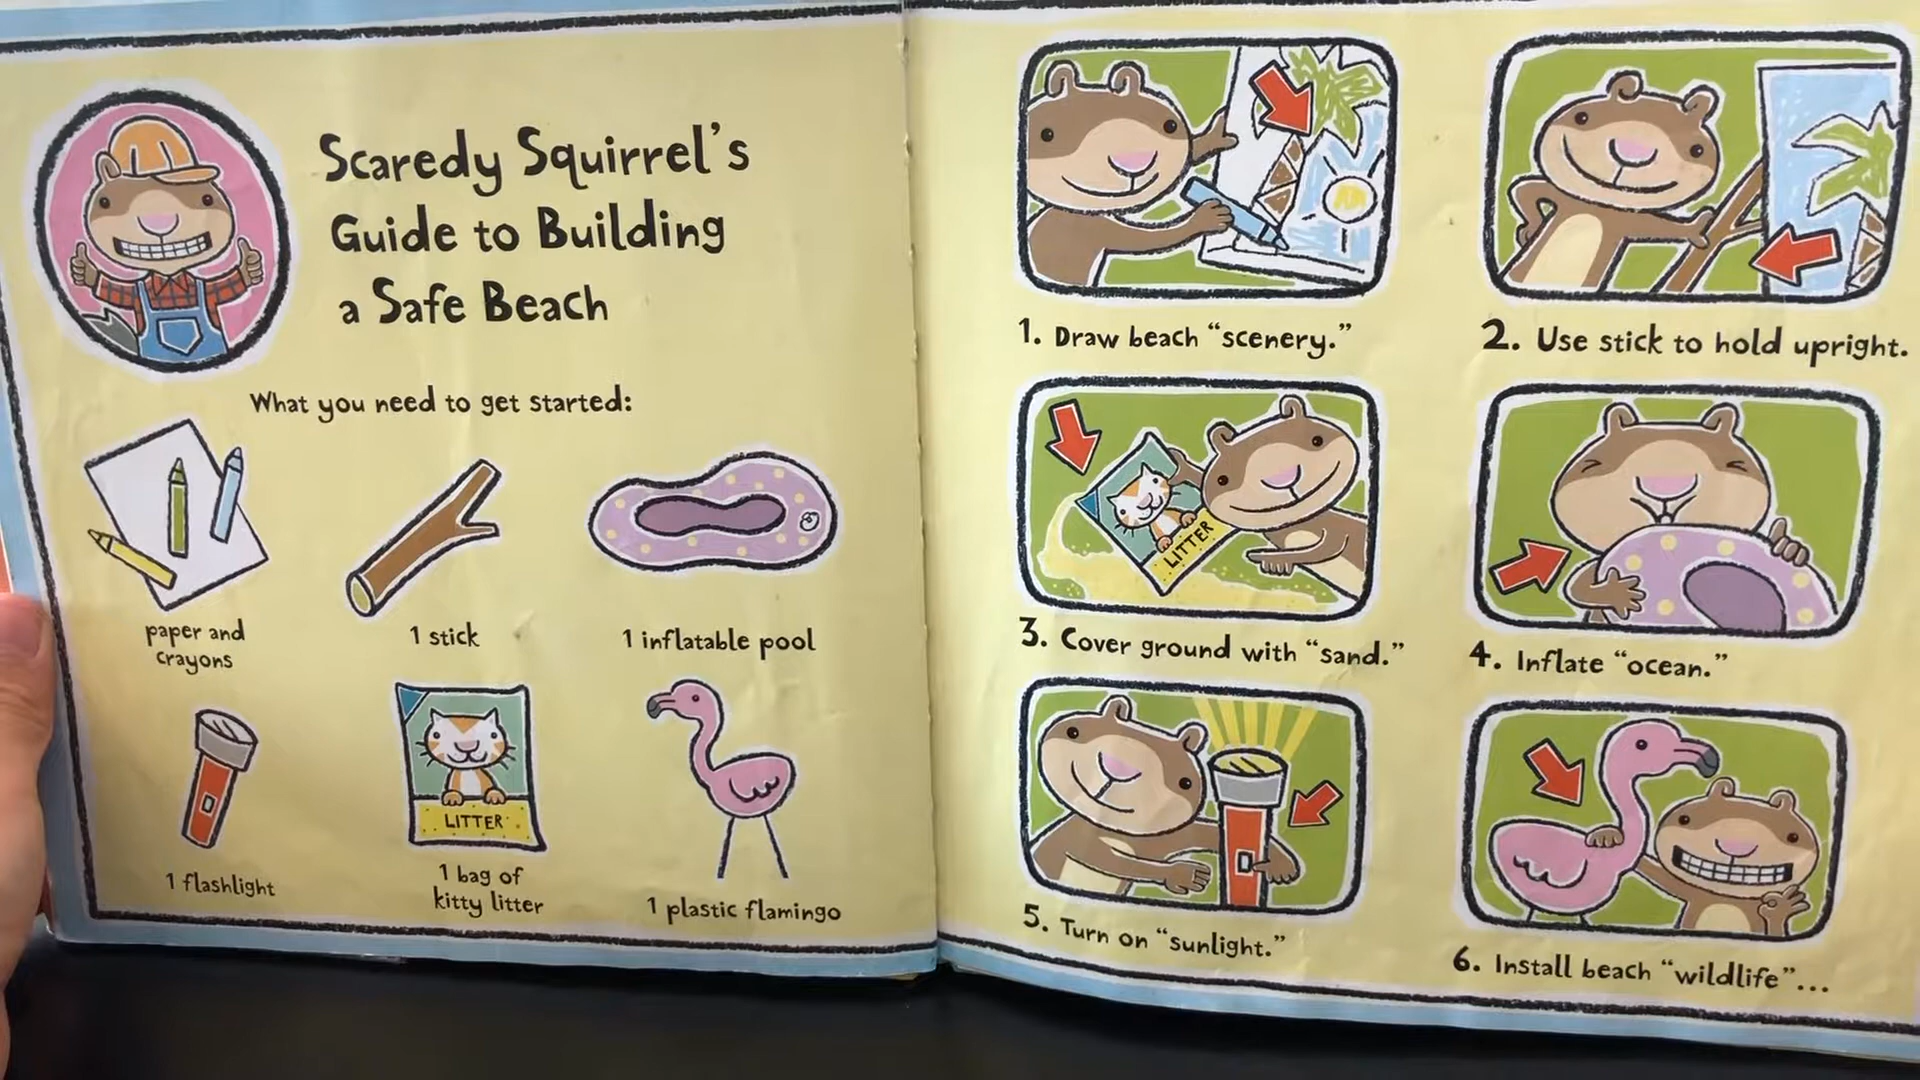 Scaredy Squirrel's
Guide to Building
a Safe Beach
What you need to get started:
paper and
crayons
1 stick
1 inflatable pool
1 flashlight
LITTER
1 bag of
kitty litter
1 plastic flamingo
1. Draw beach “scenery.”
2. Use stick to hold upright.
LITTER
3. Cover ground with “sand.”
4. Inflate “ocean.”
5. Turn on “sunlight.”
6. Install beach “wildlife”...